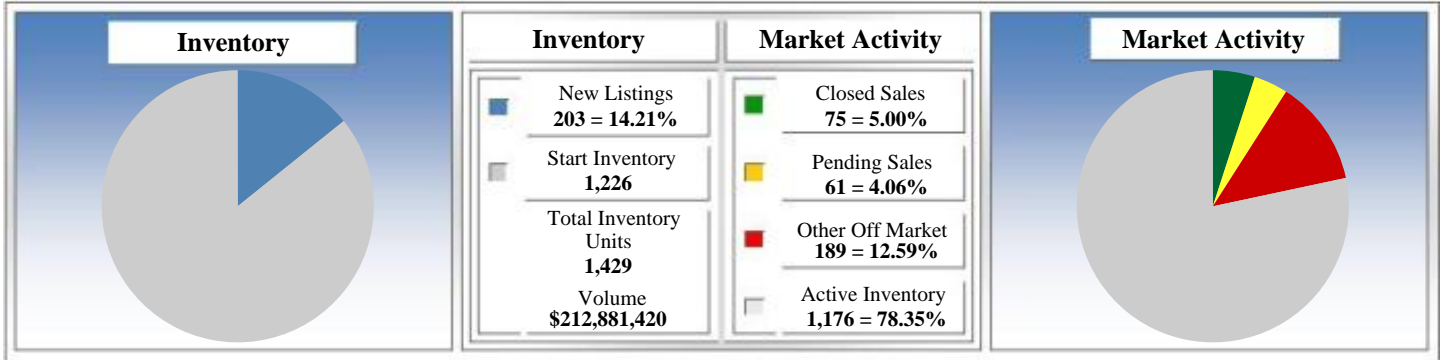 Inventory
Inventory
New Listings
203 = 14.21%
Start Inventory
1,226
Total Inventory
Units
1,429
Volume
$212,881,420
Market Activity
Closed Sales
75 = 5.00%
Pending Sales
61 = 4.06%
Other Off Market
189 = 12.59%
Active Inventory
1,176 = 78.35%
Market Activity